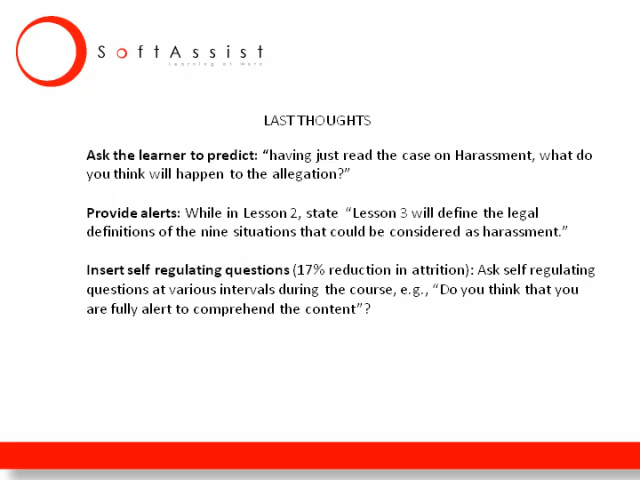 SoftAssist
Learning at Work
LAST THOUGHTS
Ask the learner to predict: “having just read the case on Harassment, what do
you think will happen to the allegation?”
Provide alerts: While in Lesson 2, state “Lesson 3 will define the legal
definitions of the nine situations that could be considered as harassment.”
Insert self regulating questions (17% reduction in attrition): Ask self regulating
questions at various intervals during the course, e.g., “Do you think that you
are fully alert to comprehend the content”?